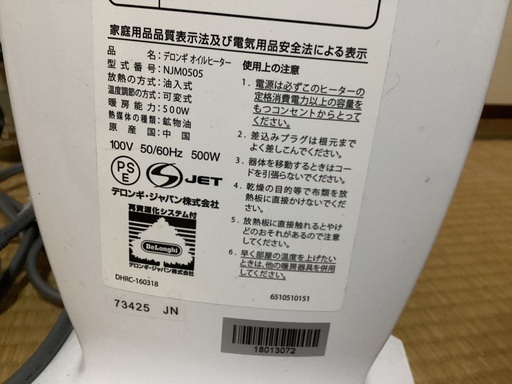 家庭用品品質表示法及び電気用品安全法による表示
品名：デロンギ オイルヒーター
型式番号：NJM0505
放熱の方式：油入式
温度調節の方式：可変式
暖房能力：500W
熱媒体の種類：鉱物油
原産国：中国
100V 50/60Hz 500W
PS
E
JET
デロンギ・ジャパン株式会社
再資源化システム付
DeLonghi
デロンギ・ジャパン株式会社
DHRC-160318
使用上の注意
1. 電源は必ずこのヒーターの
定格消費電力以上の容量を
もつコンセントからとって
ください。
2. 差込みプラグは根元まで
よく差しこんでください。
3. 器体を移動するときはコー
ドを引張らないでください。
4. 乾燥の目的等で布類を放熱
板に直接かけないでください。
5. 放熱板に直接触れるとやけ
どのおそれがあるので注意
してください。
6. 早く部屋の温度を上げたい
ときは、他の暖房器具を併用
してください。
6510510151
73425 JN
18013072